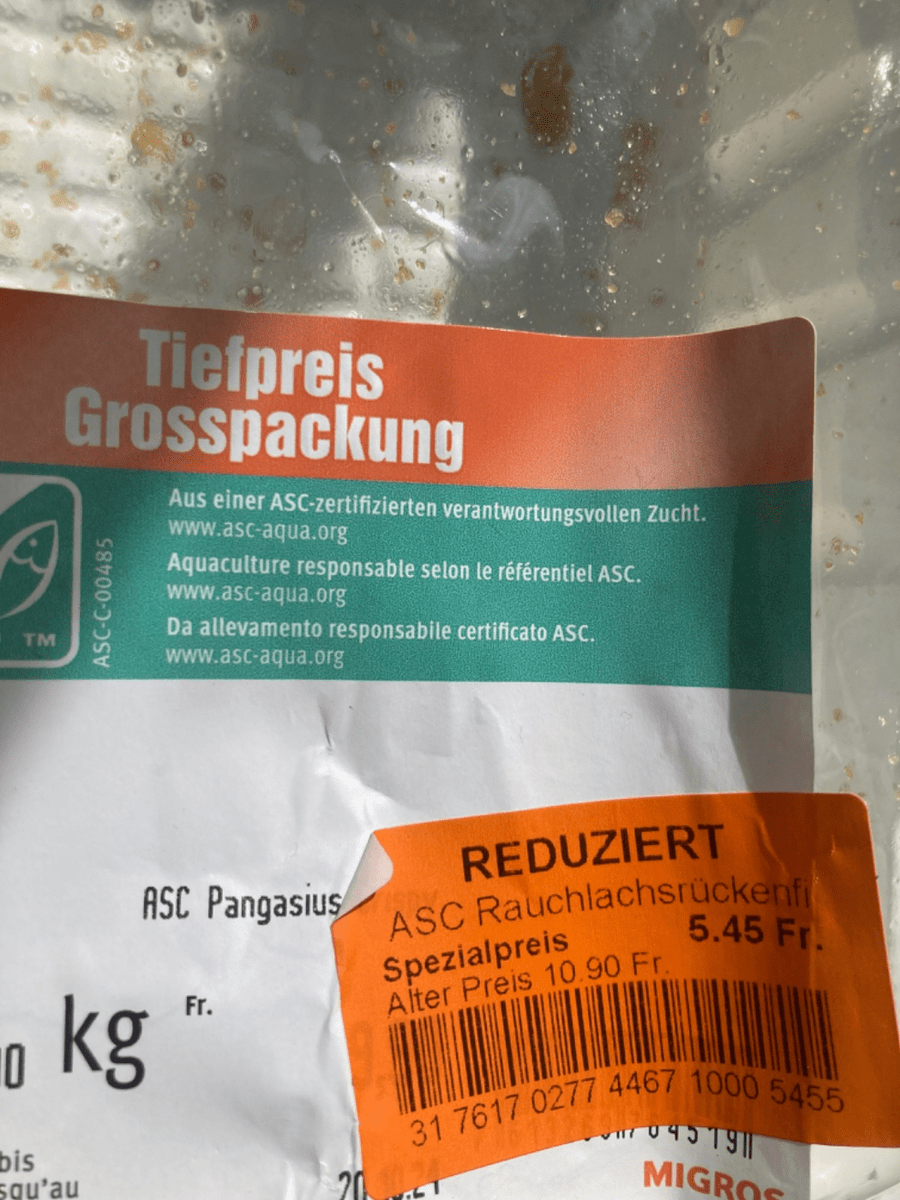 Tiefpreis
Grosspackung
Aus einer ASC-zertifizierten verantwortungsvollen Zucht.
www.asc-aqua.org
Aquaculture responsable selon le référentiel ASC.
www.asc-aqua.org
Da allevamento responsabile certificato ASC.
www.asc-aqua.org
TM
ASC-C-00485
ASC Pangasius
kg Fr.
REDUZIERT
ASC Rauchlachsrückenfi
5.45 Fr.
Spezialpreis
Alter Preis 10.90 Fr.
31 7617 0277 4467 1000 5455
bis
squ'au
MIGROS